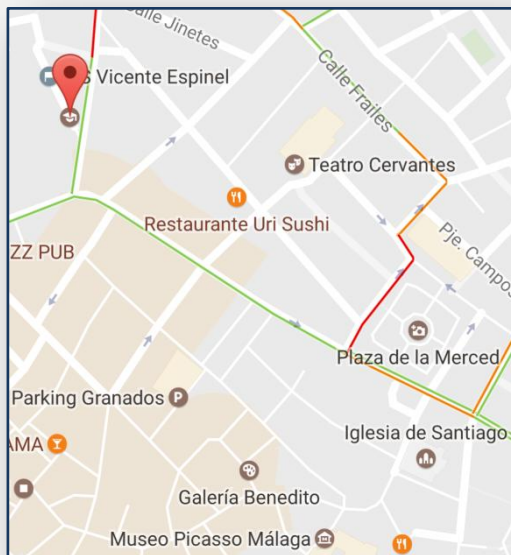 Calle Jinetes
S Vicente Espinel
Calle Frailes
Teatro Cervantes
Restaurante Uri Sushi
ZZ PUB
Pje. Campos
Plaza de la Merced
Parking Granados
P
Iglesia de Santiago
AMA
Galería Benedito
Museo Picasso Málaga